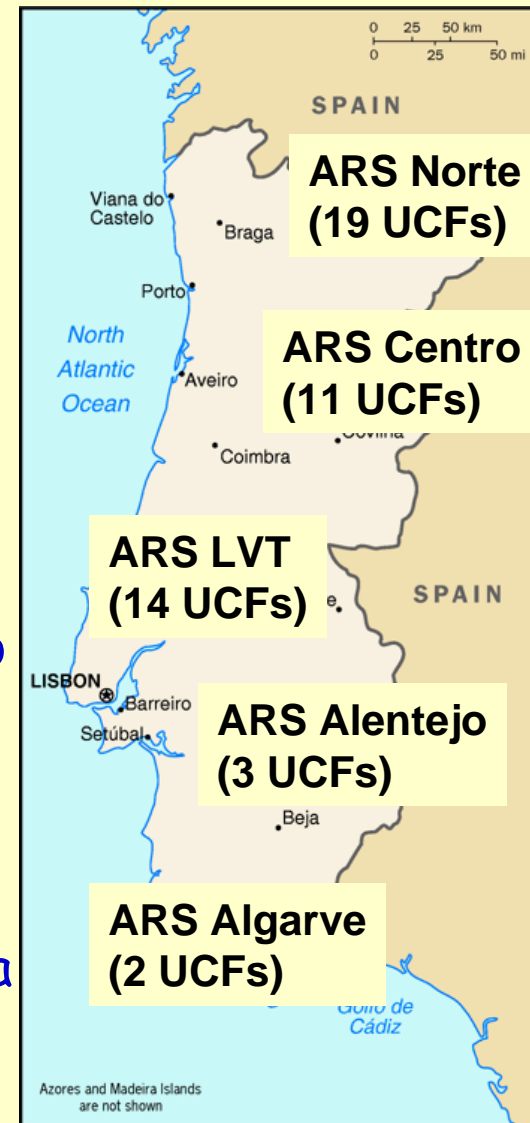 0 25 50 km
0 25 50 mi
SPAIN
ARS Norte
(19 UCFs)
Viana do
Castelo
Braga
Porto
North
Atlantic
Ocean
ARS Centro
(11 UCFs)
Aveiro
Coimbra
ARS LVT
(14 UCFs)
SPAIN
LISBON
Barreiro
Setúbal
ARS Alentejo
(3 UCFs)
Beja
ARS Algarve
(2 UCFs)
Golfo de
Cádiz
Azores and Madeira Islands
are not shown